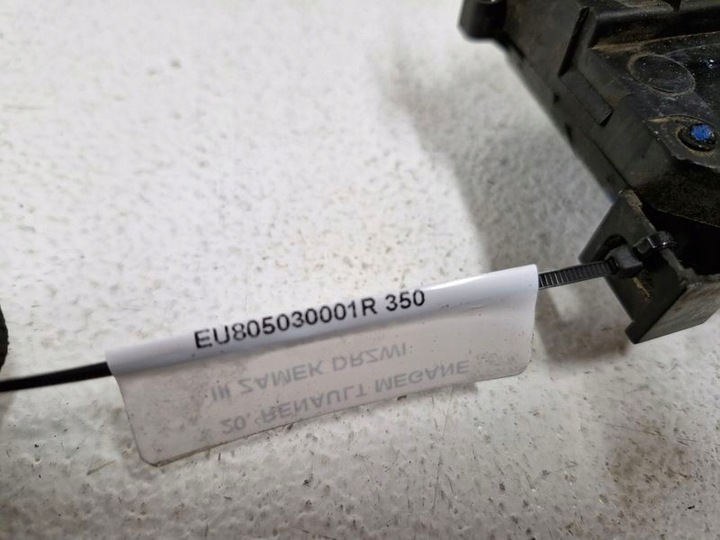 EU805030001R 350
III ZAMEK DRZWI
20. RENAULT MEGANE